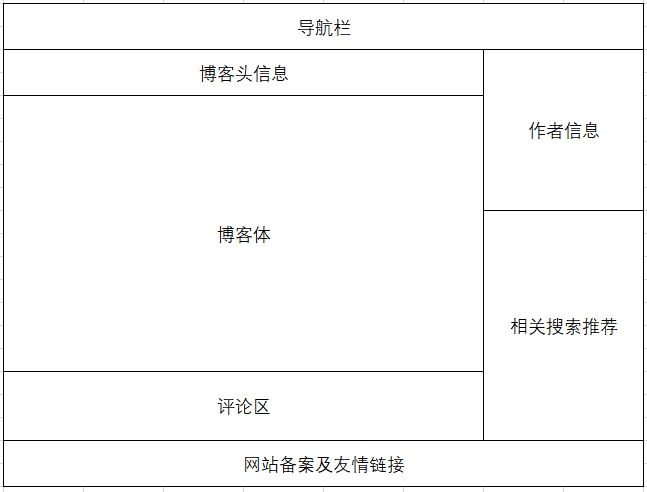 导航栏
博客头信息
作者信息
博客体
相关搜索推荐
评论区
网站备案及友情链接